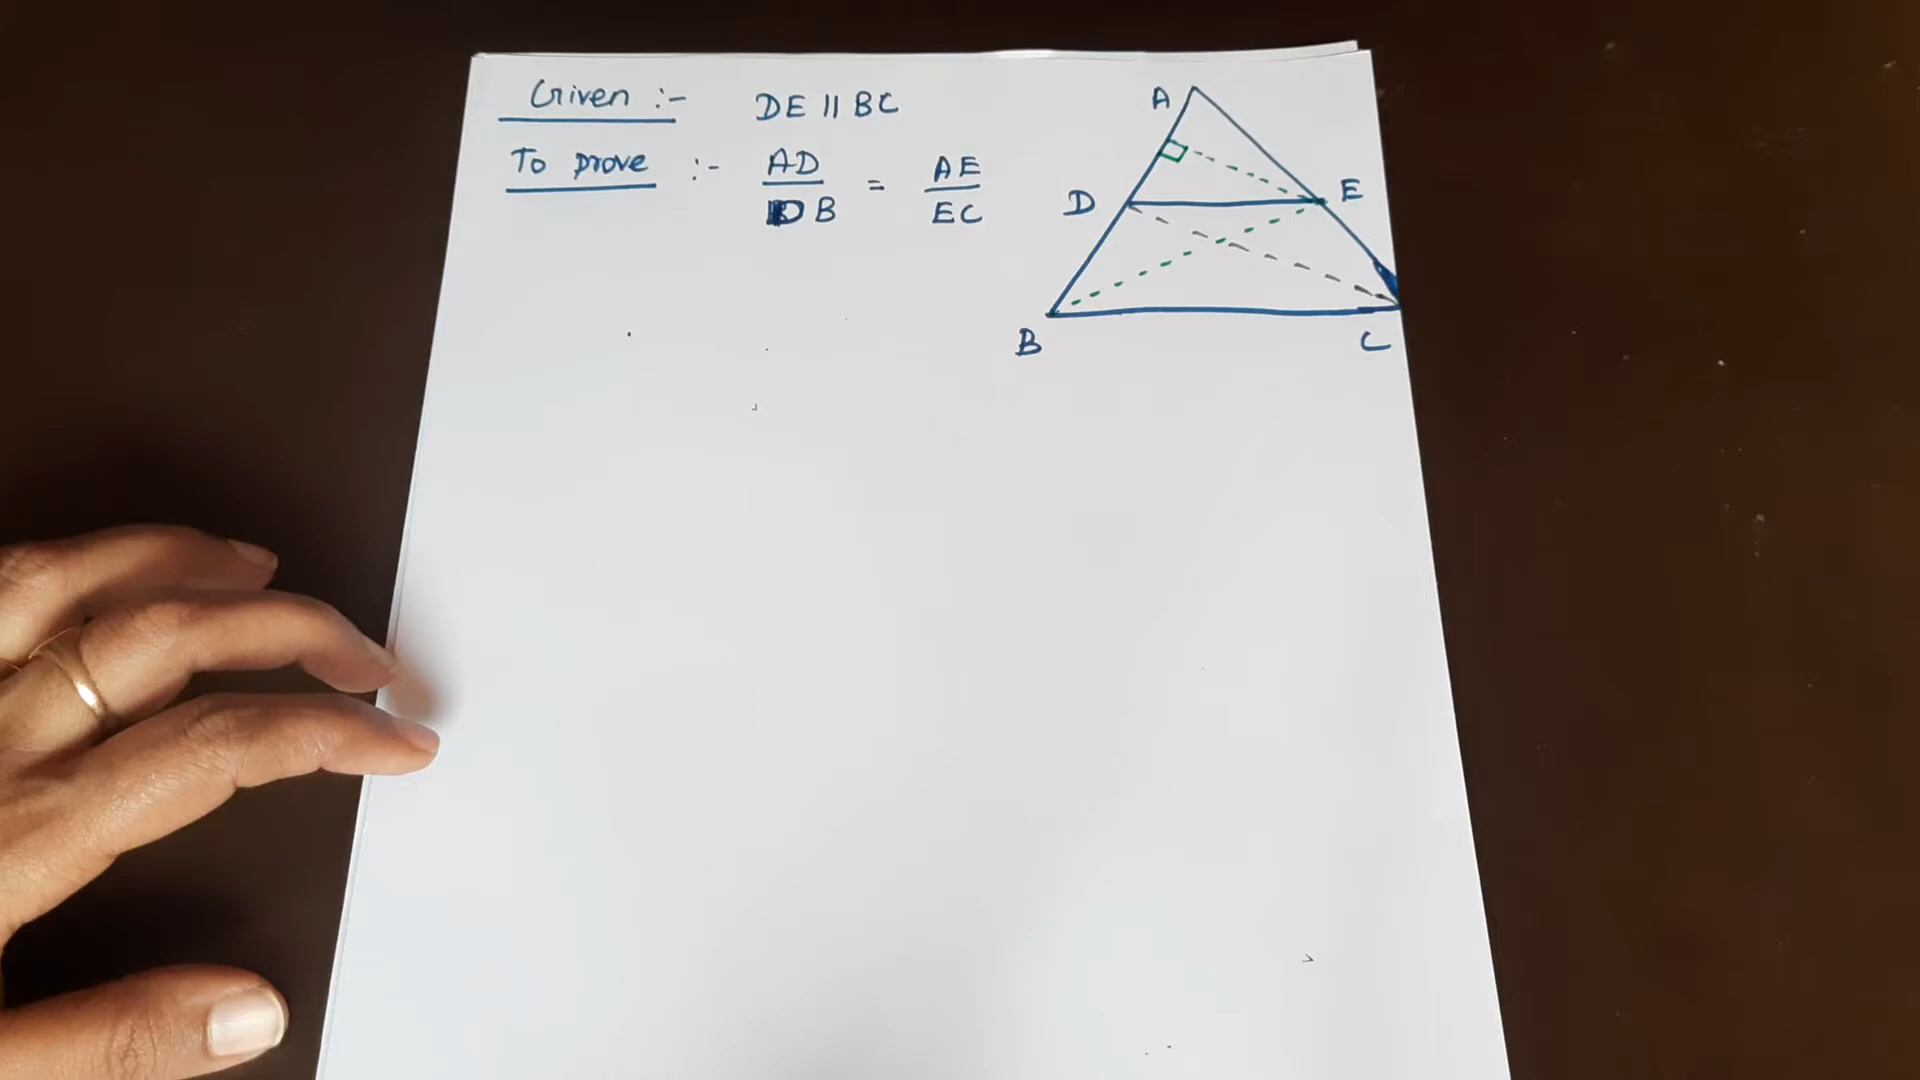 Given :- DE || BC
To prove :- AD/DB = AE/EC
A
D E
B C